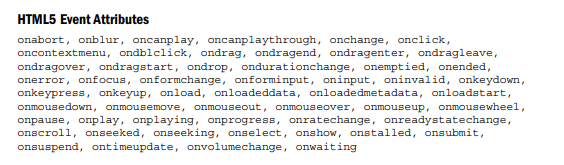 HTML5 Event Attributes
onabort, onblur, oncanplay, oncanplaythrough, onchange, onclick,
oncontextmenu, ondblclick, ondrag, ondragend, ondragenter, ondragleave,
ondragover, ondragstart, ondrop, ondurationchange, onemptied, onended,
onerror, onfocus, onformchange, onforminput, oninput, oninvalid, onkeydown,
onkeypress, onkeyup, onload, onloadeddata, onloadedmetadata, onloadstart,
onmousedown, onmousemove, onmouseout, onmouseover, onmouseup, onmousewheel,
onpause, onplay, onplaying, onprogress, onratechange, onreadystatechange,
onscroll, onseeked, onseeking, onselect, onshow, onstalled, onsubmit,
onsuspend, ontimeupdate, onvolumechange, onwaiting